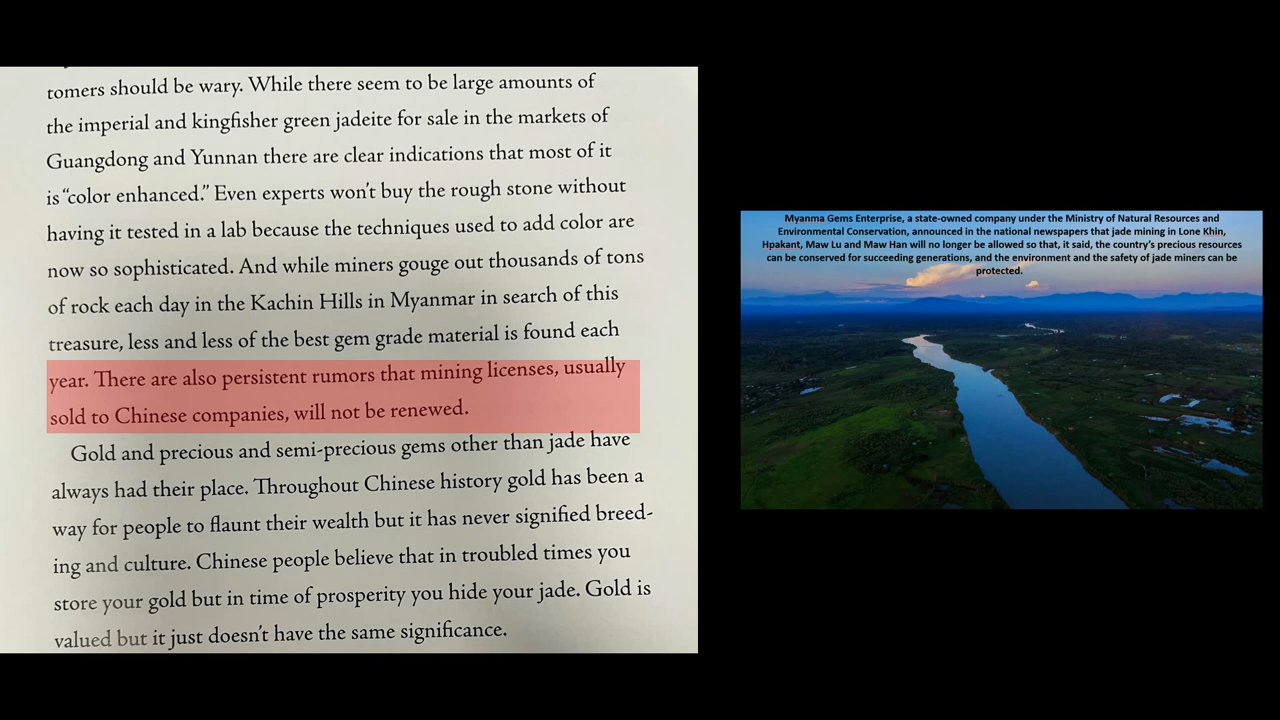 tomers should be wary. While there seem to be large amounts of
the imperial and kingfisher green jadeite for sale in the markets of
Guangdong and Yunnan there are clear indications that most of it
is “color enhanced.” Even experts won’t buy the rough stone without
having it tested in a lab because the techniques used to add color are
now so sophisticated. And while miners gouge out thousands of tons
of rock each day in the Kachin Hills in Myanmar in search of this
treasure, less and less of the best gem grade material is found each
year. There are also persistent rumors that mining licenses, usually
sold to Chinese companies, will not be renewed.
Gold and precious and semi-precious gems other than jade have
always had their place. Throughout Chinese history gold has been a
way for people to flaunt their wealth but it has never signified breed-
ing and culture. Chinese people believe that in troubled times you
store your gold but in time of prosperity you hide your jade. Gold is
valued but it just doesn’t have the same significance.
Myanma Gems Enterprise, a state-owned company under the Ministry of Natural Resources and
Environmental Conservation, announced in the national newspapers that jade mining in Lone Khin,
Hpakant, Maw Lu and Maw Han will no longer be allowed so that, it said, the country’s precious resources
can be conserved for succeeding generations, and the environment and the safety of jade miners can be
protected.